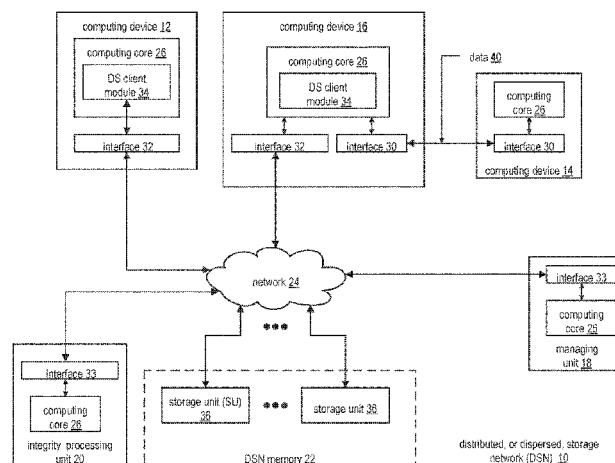 computing device 12
computing core 26
DS client
module 34
interface 32
computing device 16
computing core 26
DS client
module 34
interface 32
interface 30
data 40
computing
core 26
interface 30
computing device 14
network 24
interface 33
computing
core 26
managing
unit 18
interface 33
computing
core 26
integrity processing
unit 20
storage unit (SU)
36
storage unit 36
DSN memory 22
distributed, or dispersed, storage
network (DSN) 10